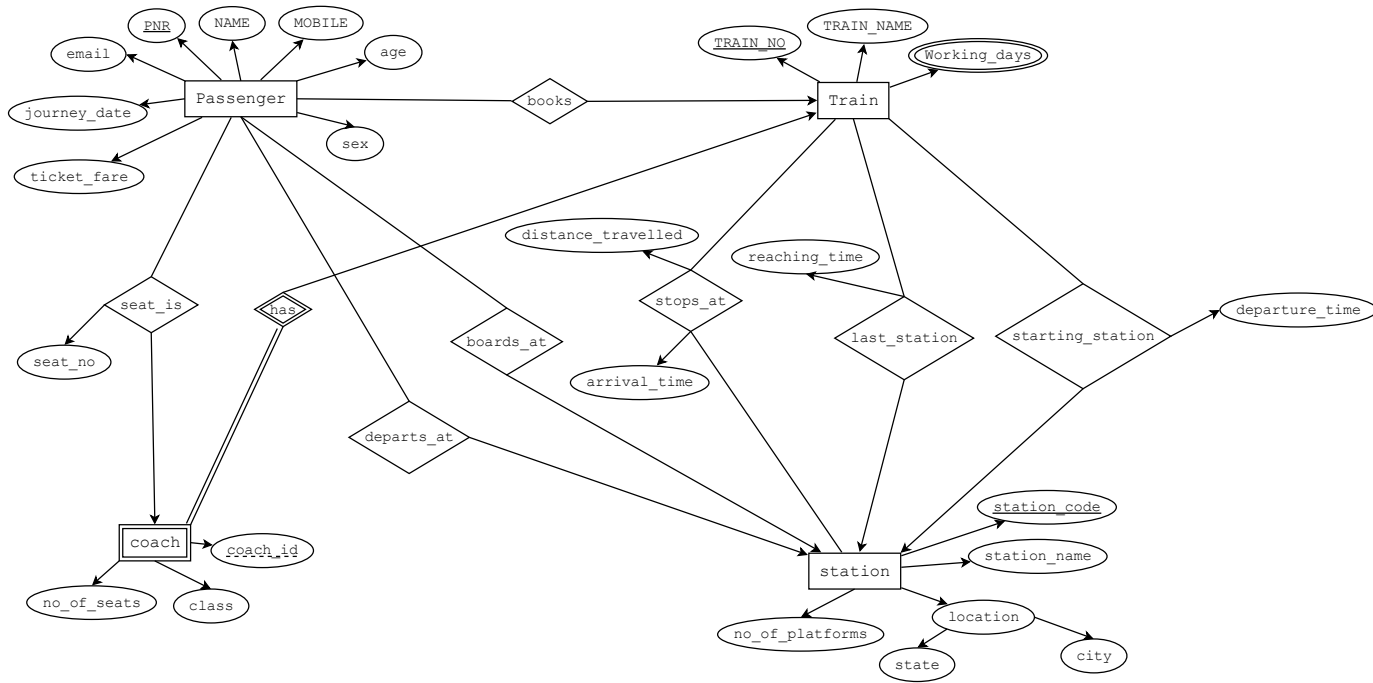 PNR
NAME
MOBILE
TRAIN_NAME
TRAIN_NO
email
age
Working_days
Passenger
books
Train
journey_date
sex
ticket_fare
distance_travelled
reaching_time
seat_is
has
stops_at
departure_time
boards_at
last_station
starting_station
seat_no
arrival_time
departs_at
station_code
coach
coach_id
station_name
station
no_of_seats
class
location
no_of_platforms
state
city